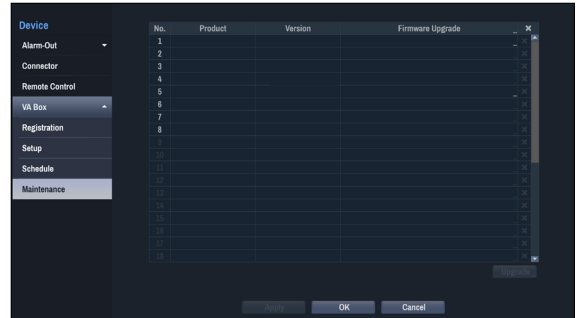 Device
Alarm-Out
Connector
Remote Control
VA Box
Registration
Setup
Schedule
Maintenance
No. Product Version Firmware Upgrade
1
2
3
4
5
6
7
8
9
10
11
12
13
14
15
16
17
18
Upgrade
Apply OK Cancel